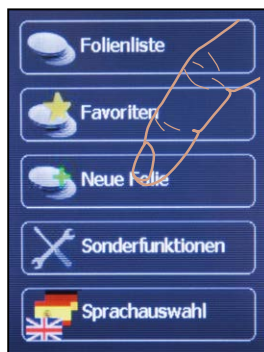 Folienliste
Favoriten
Neue Folie
Sonderfunktionen
Sprachauswahl